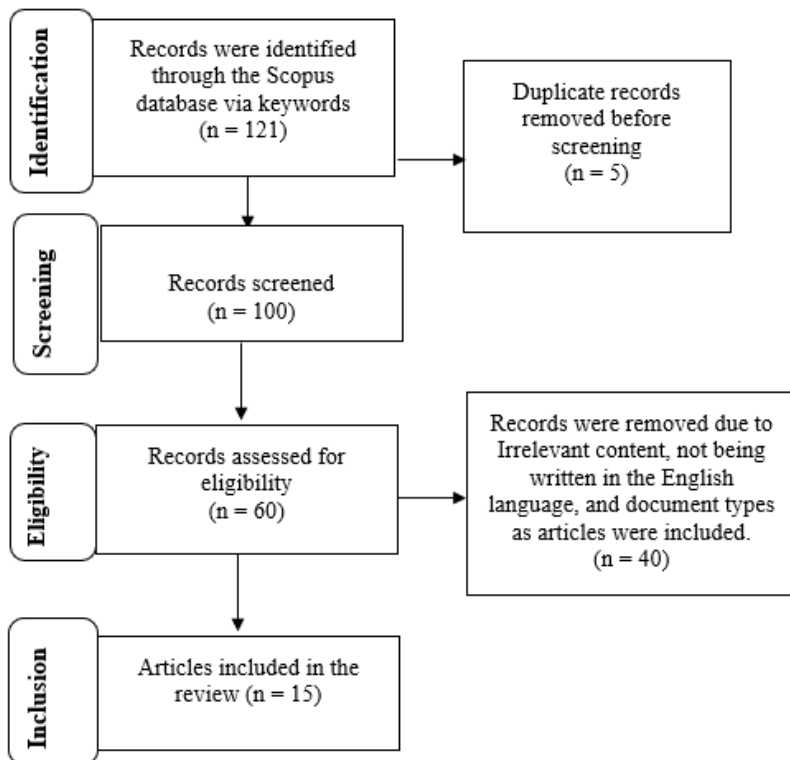 Identification
Records were identified
through the Scopus
database via keywords
(n = 121)
Duplicate records
removed before
screening
(n = 5)
Screening
Records screened
(n = 100)
Eligibility
Records assessed for
eligibility
(n = 60)
Records were removed due to
Irrelevant content, not being
written in the English
language, and document types
as articles were included.
(n = 40)
Inclusion
Articles included in the
review (n = 15)